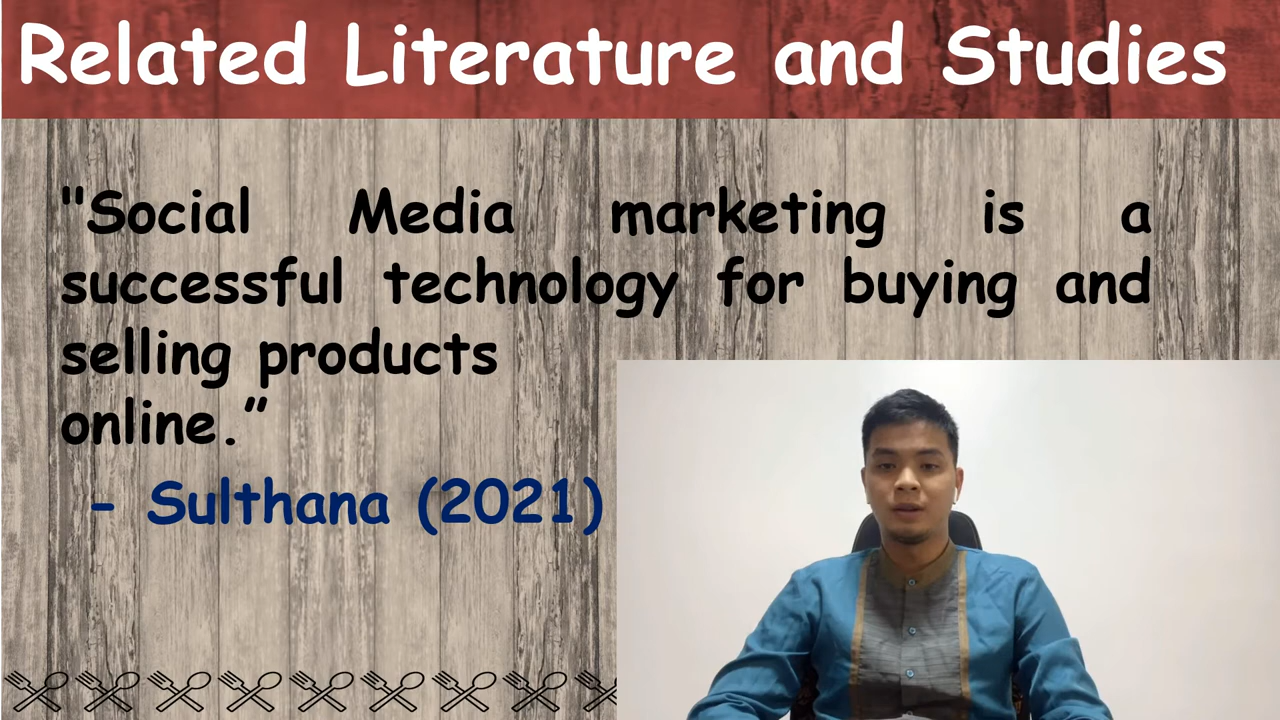 Related Literature and Studies
"Social Media marketing is a
successful technology for buying and
selling products
online.”
- Sulthana (2021)